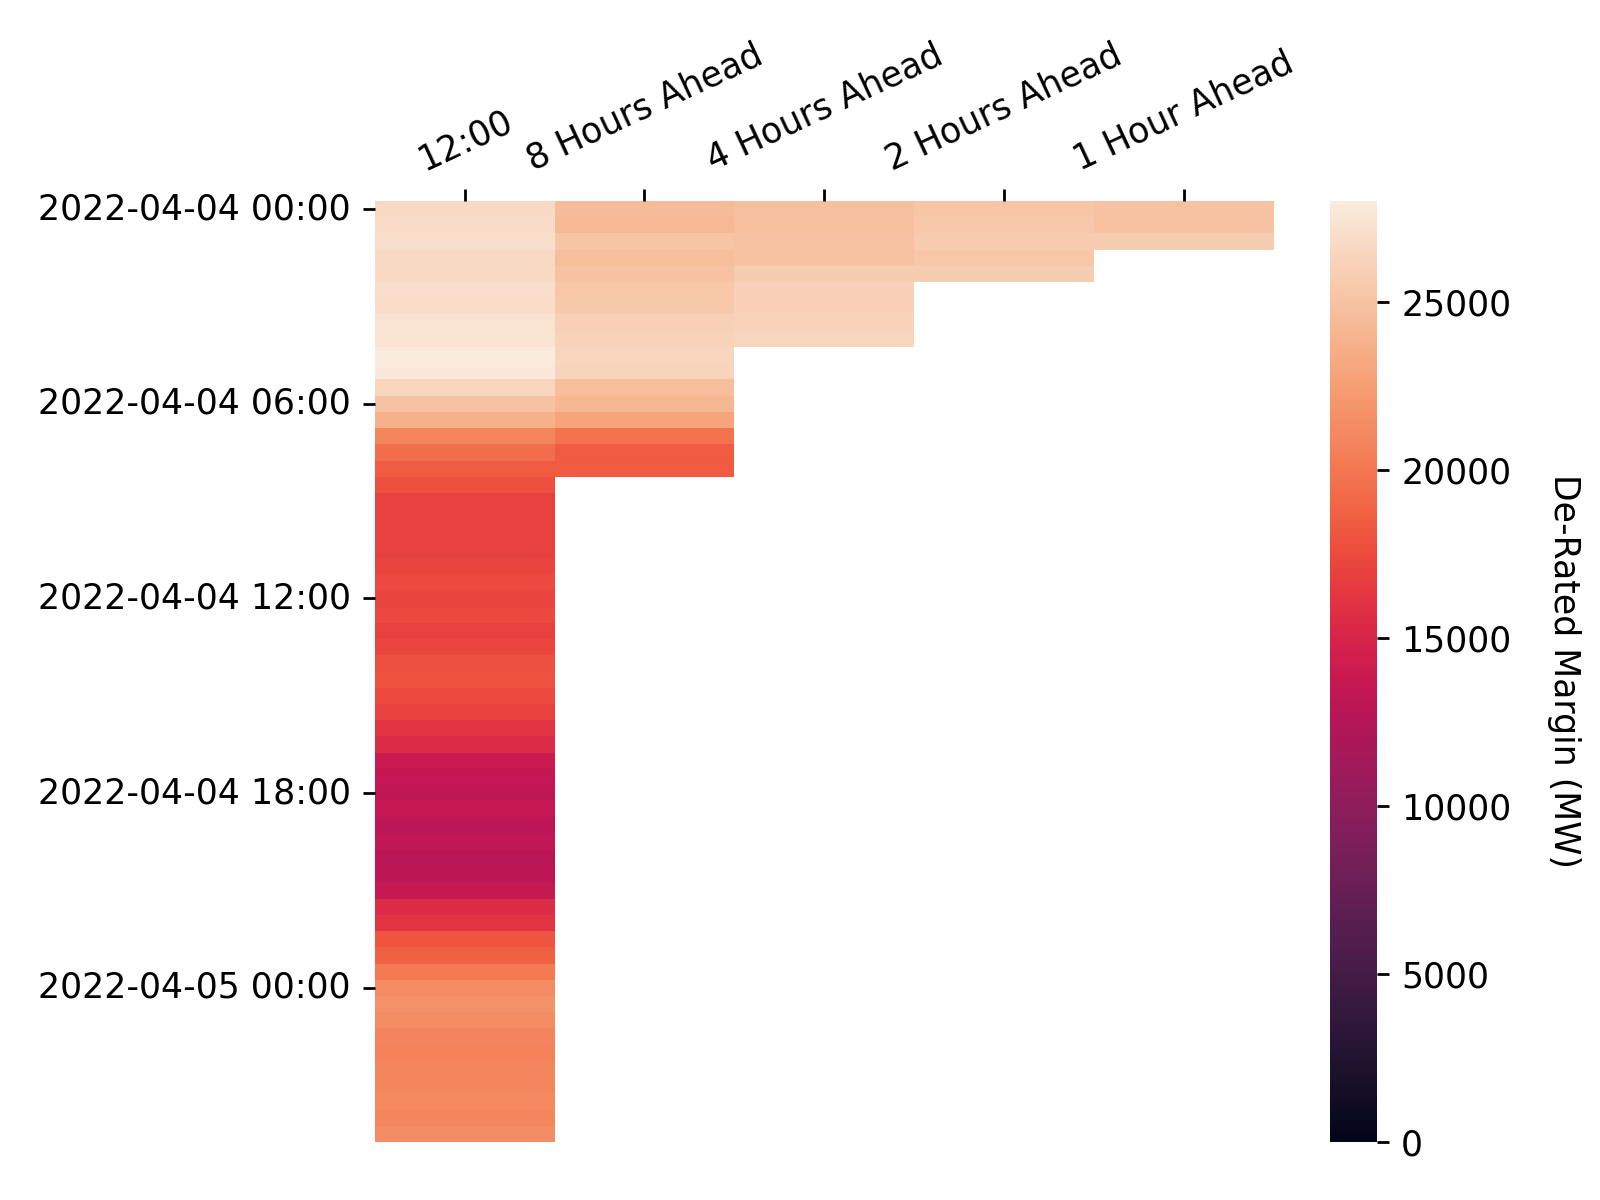 12:00
8 Hours Ahead
4 Hours Ahead
2 Hours Ahead
1 Hour Ahead
2022-04-04 00:00
2022-04-04 06:00
2022-04-04 12:00
2022-04-04 18:00
2022-04-05 00:00
25000
20000
15000
10000
5000
0
De-Rated Margin (MW)